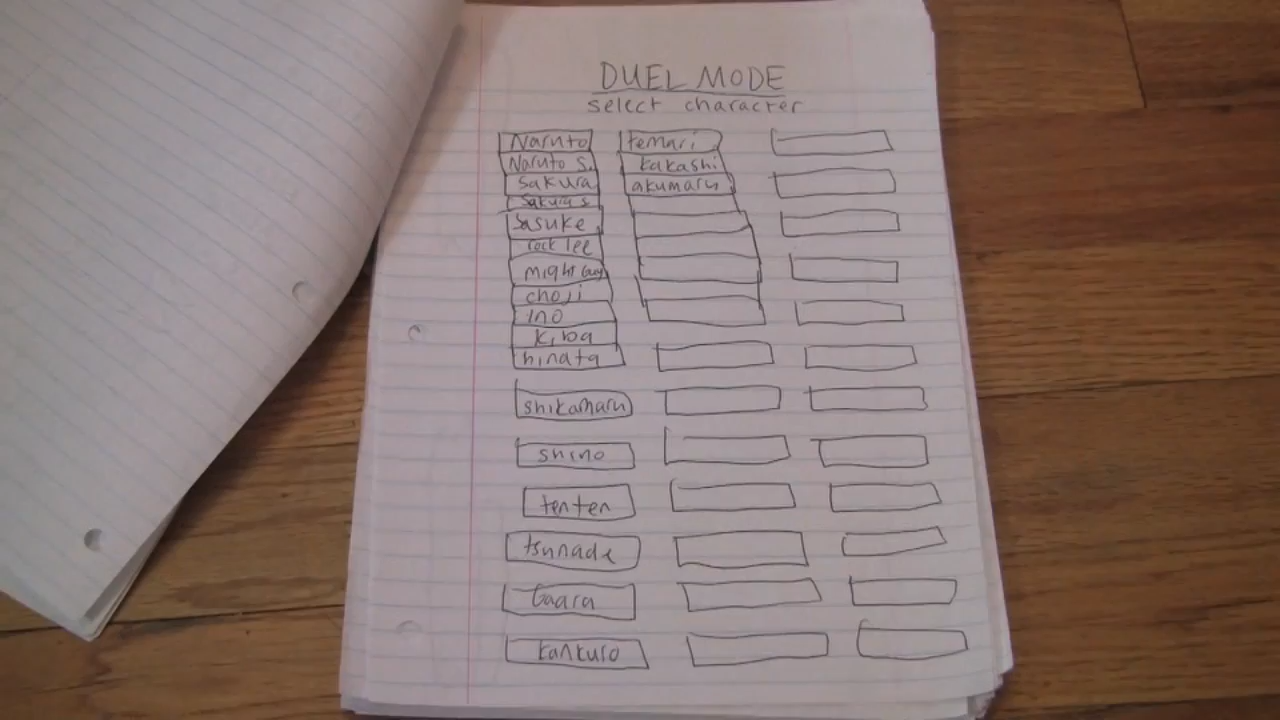 DUEL MODE
select character
Naruto
Naruto S.
Sakura
Sakura S.
Sasuke
rock lee
might Guy
choji
ino
kiba
hinata
shikamaru
shino
tenten
tsunade
Gaara
kankuro
temari
kakashi
akumaru